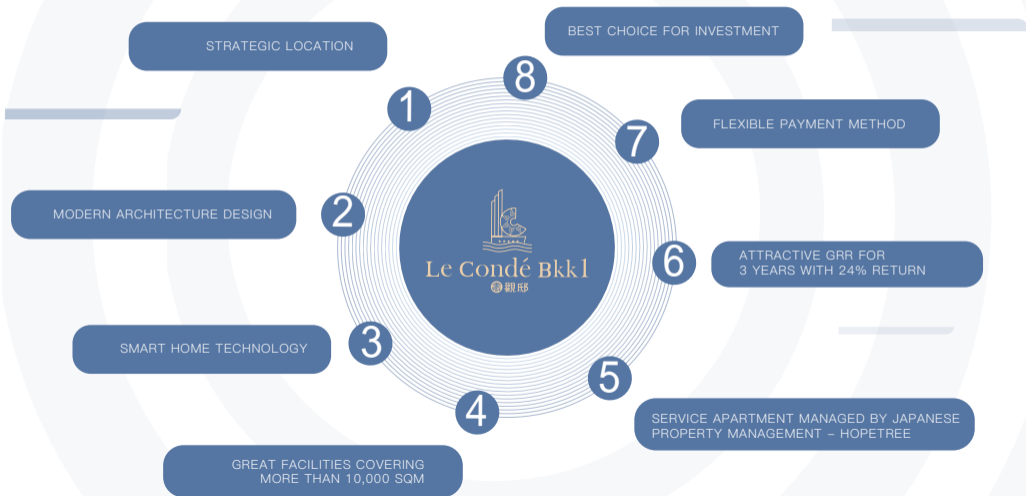 STRATEGIC LOCATION
1
MODERN ARCHITECTURE DESIGN
2
SMART HOME TECHNOLOGY
3
GREAT FACILITIES COVERING
MORE THAN 10,000 SQM
4
SERVICE APARTMENT MANAGED BY JAPANESE
PROPERTY MANAGEMENT – HOPETREE
5
ATTRACTIVE GRR FOR
3 YEARS WITH 24% RETURN
6
FLEXIBLE PAYMENT METHOD
7
BEST CHOICE FOR INVESTMENT
8
Le Condé Bkk1
觀邸